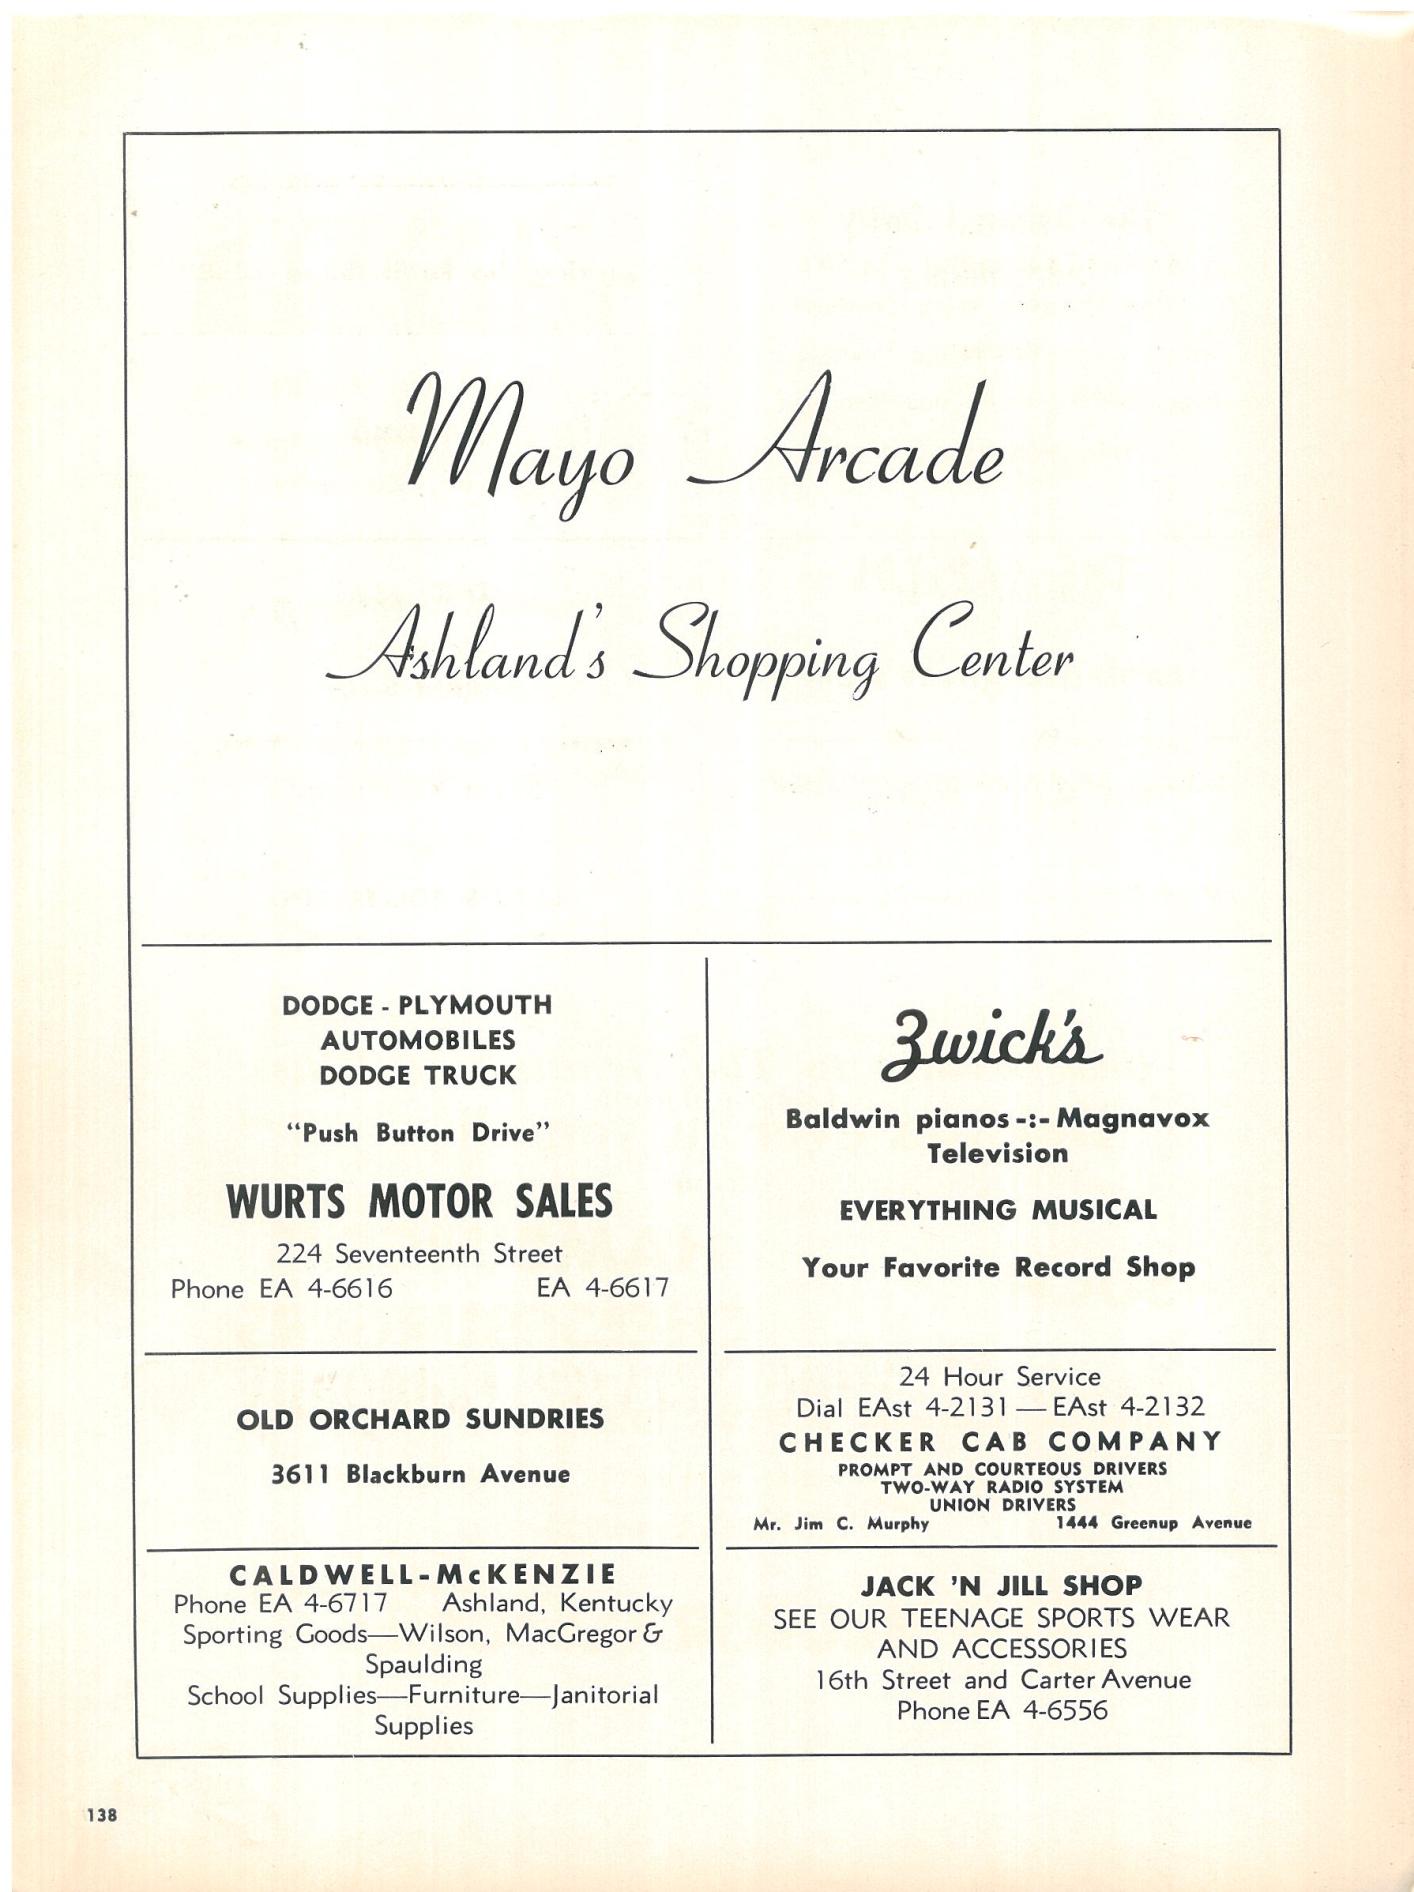 Mayo Arcade
Ashland's Shopping Center
DODGE - PLYMOUTH
AUTOMOBILES
DODGE TRUCK
"Push Button Drive"
WURTS MOTOR SALES
224 Seventeenth Street
Phone EA 4-6616 EA 4-6617
Zwick's
Baldwin pianos -:- Magnavox
Television
EVERYTHING MUSICAL
Your Favorite Record Shop
OLD ORCHARD SUNDRIES
3611 Blackburn Avenue
24 Hour Service
Dial EAst 4-2131 — EAst 4-2132
CHECKER CAB COMPANY
PROMPT AND COURTEOUS DRIVERS
TWO-WAY RADIO SYSTEM
UNION DRIVERS
Mr. Jim C. Murphy 1444 Greenup Avenue
CALDWELL-McKENZIE
Phone EA 4-6717 Ashland, Kentucky
Sporting Goods—Wilson, MacGregor &
Spaulding
School Supplies—Furniture—Janitorial
Supplies
JACK 'N JILL SHOP
SEE OUR TEENAGE SPORTS WEAR
AND ACCESSORIES
16th Street and Carter Avenue
Phone EA 4-6556
138